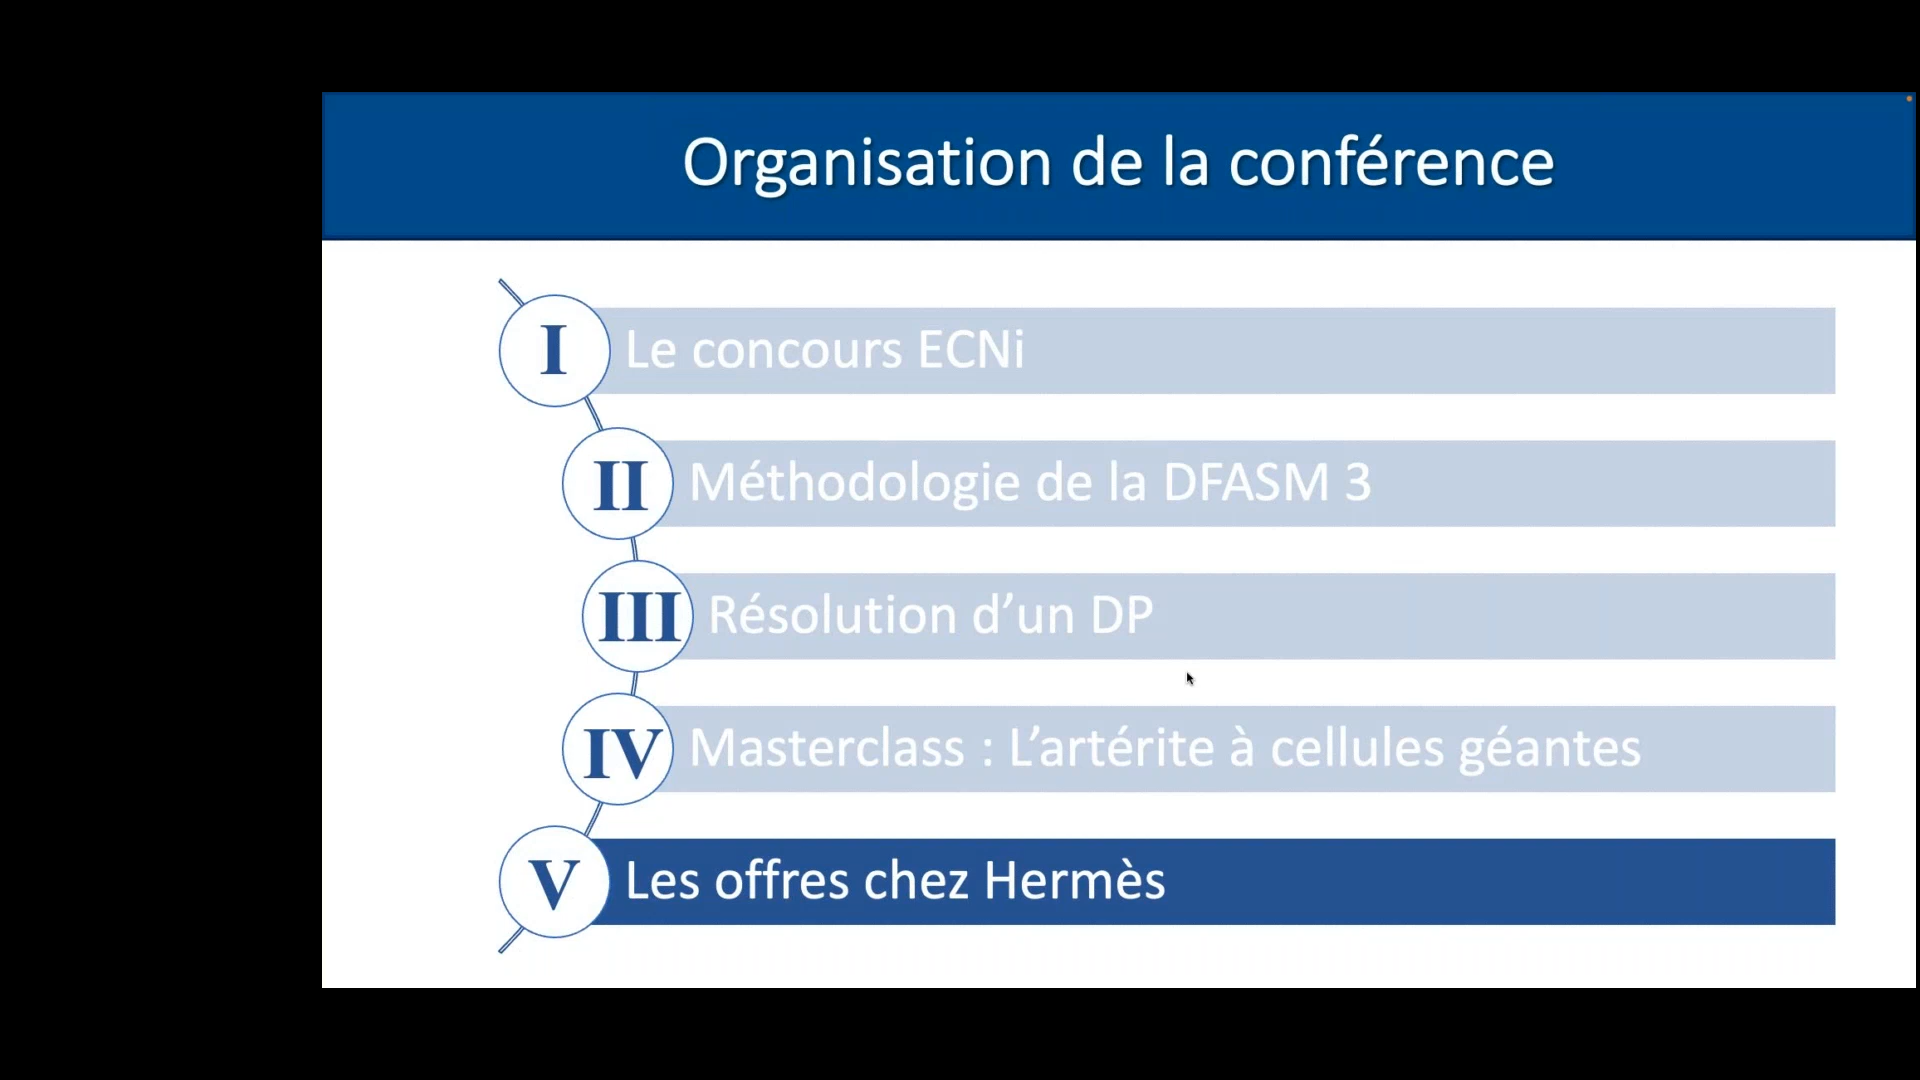 Organisation de la conférence
I Le concours ECNi
II Méthodologie de la DFASM 3
III Résolution d’un DP
IV Masterclass : L’artérite à cellules géantes
V Les offres chez Hermès